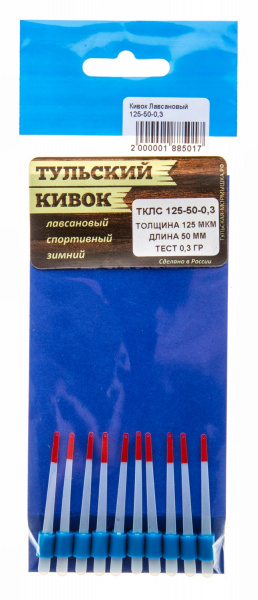 Кивок Лавсановый
125-50-0,3
2 000001 885017
ТУЛЬСКИЙ
КИВОК
лавсановый
спортивный
зимний
ТКЛС 125-50-0,3
ТОЛЩИНА 125 МКМ
ДЛИНА 50 ММ
ТЕСТ 0,3 ГР
Сделано в России